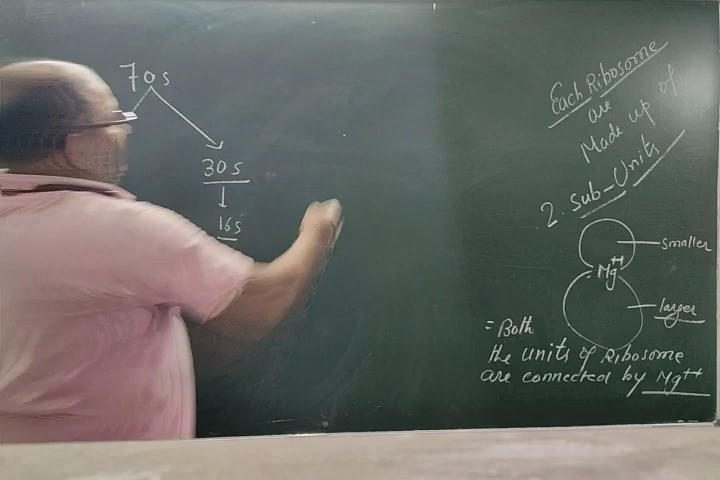 70s
30s
16s
Each Ribosome
are
Made up of
2. Sub-Units
smaller
Mg++
larger
= Both
the units of Ribosome
are connected by Mg++